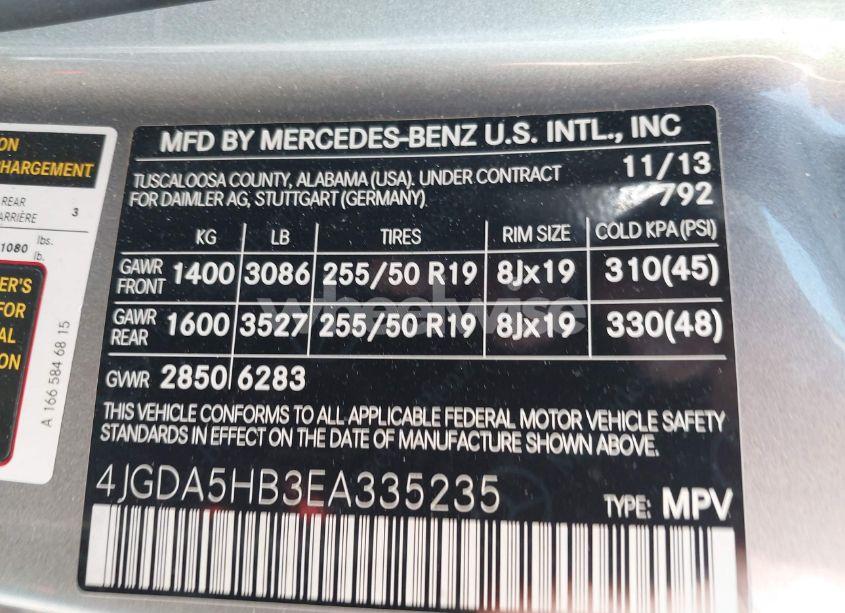 ON
CHARGEMENT
REAR
ARRIÈRE 3
1080 lbs.
lb.
ER'S
FOR
AL
ON
A 166 584 68 15
MFD BY MERCEDES-BENZ U.S. INTL., INC
TUSCALOOSA COUNTY, ALABAMA (USA). UNDER CONTRACT 11/13
FOR DAIMLER AG, STUTTGART (GERMANY) 792
KG LB TIRES RIM SIZE COLD KPA (PSI)
GAWR FRONT 1400 3086 255/50 R19 8Jx19 310(45)
GAWR REAR 1600 3527 255/50 R19 8Jx19 330(48)
GVWR 2850 6283
THIS VEHICLE CONFORMS TO ALL APPLICABLE FEDERAL MOTOR VEHICLE SAFETY
STANDARDS IN EFFECT ON THE DATE OF MANUFACTURE SHOWN ABOVE.
4JGDA5HB3EA335235 TYPE: MPV
wheelwise